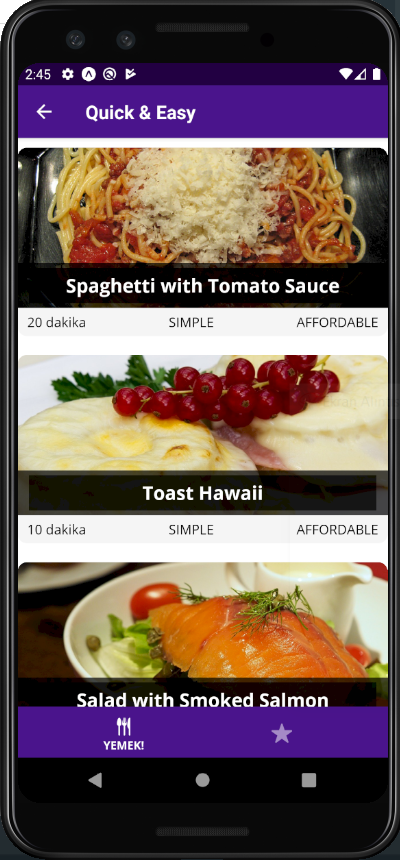 2:45
Quick & Easy
Spaghetti with Tomato Sauce
20 dakika SIMPLE AFFORDABLE
Toast Hawaii
10 dakika SIMPLE AFFORDABLE
Salad with Smoked Salmon
YEMEK!